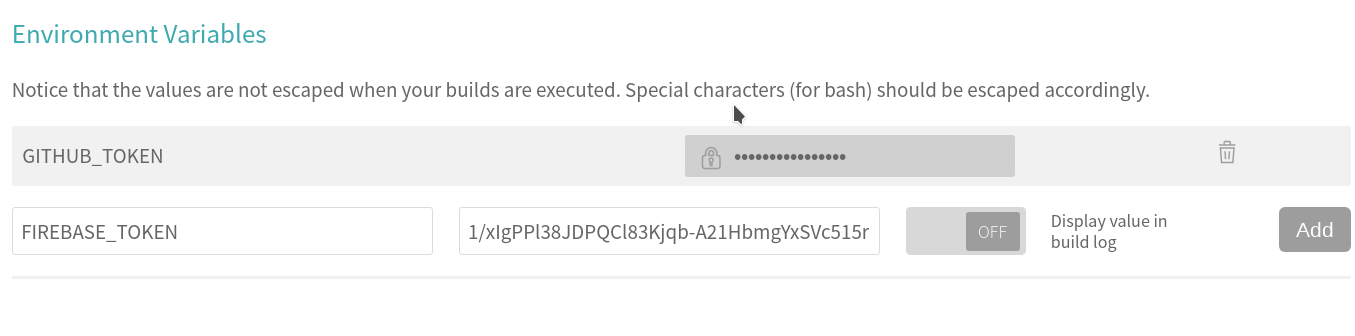 Environment Variables
Notice that the values are not escaped when your builds are executed. Special characters (for bash) should be escaped accordingly.
GITHUB_TOKEN ••••••••••••••••
FIREBASE_TOKEN 1/xIgPPl38JDPQCl83Kjqb-A21HbmgYxSVc515r OFF Display value in
build log
Add